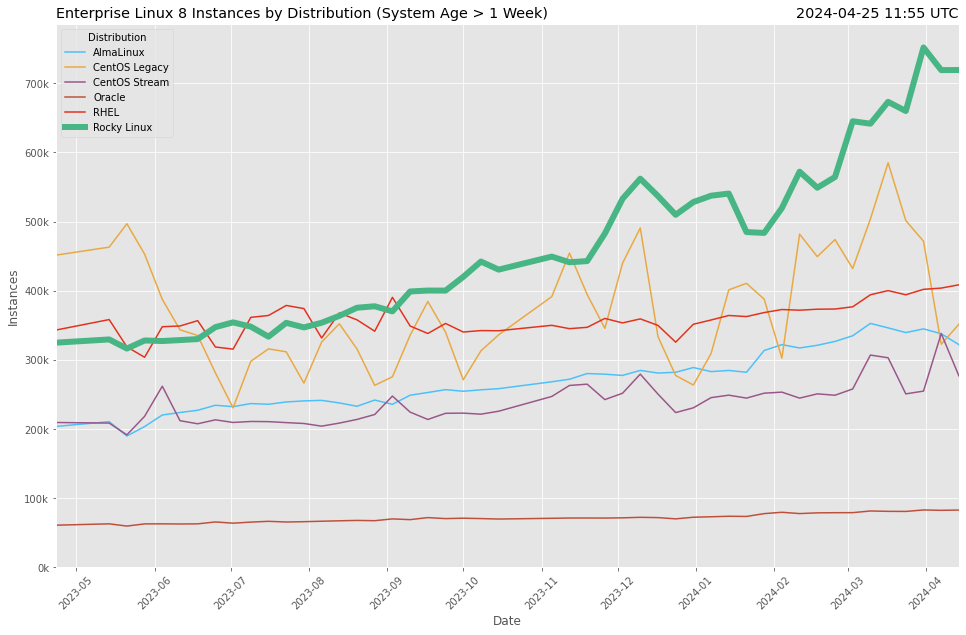 Enterprise Linux 8 Instances by Distribution (System Age > 1 Week)
2024-04-25 11:55 UTC
Distribution
AlmaLinux
CentOS Legacy
CentOS Stream
Oracle
RHEL
Rocky Linux
Instances
700k
600k
500k
400k
300k
200k
100k
0k
2023-05
2023-06
2023-07
2023-08
2023-09
2023-10
2023-11
2023-12
2024-01
2024-02
2024-03
2024-04
Date